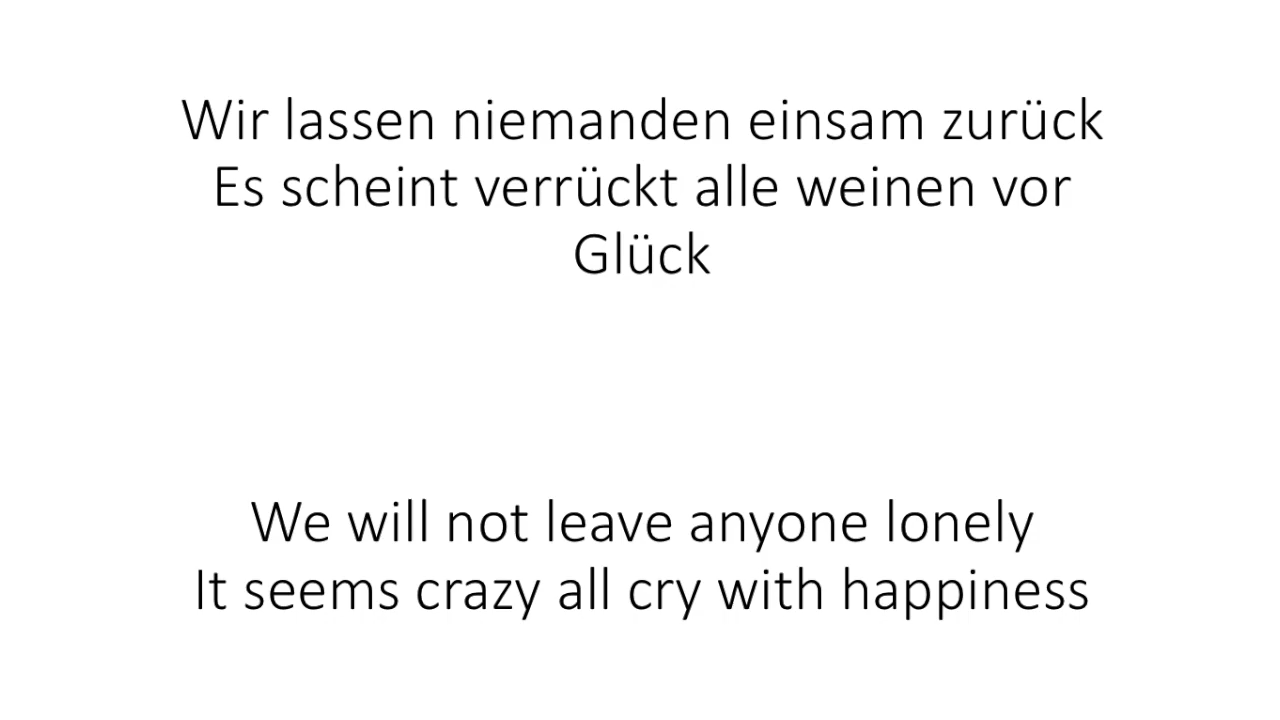 Wir lassen niemanden einsam zurück
Es scheint verrückt alle weinen vor
Glück
We will not leave anyone lonely
It seems crazy all cry with happiness